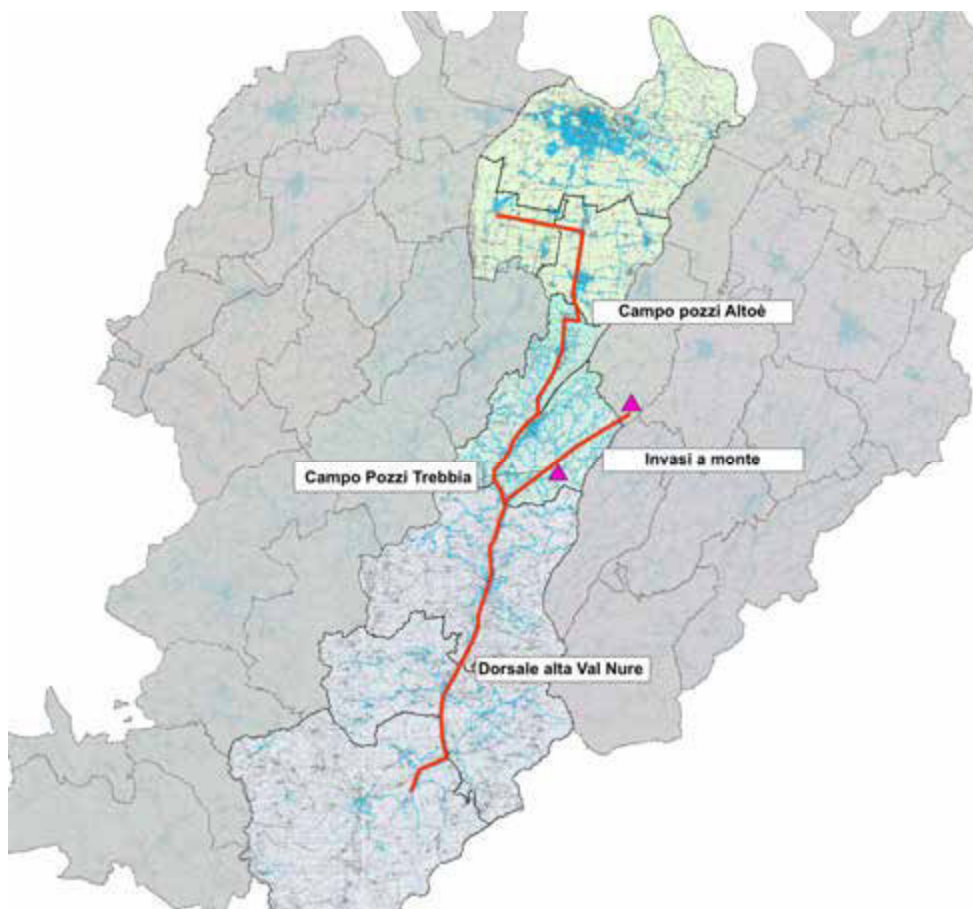 Campo pozzi Altoè
Invasi a monte
Campo Pozzi Trebbia
Dorsale alta Val Nure